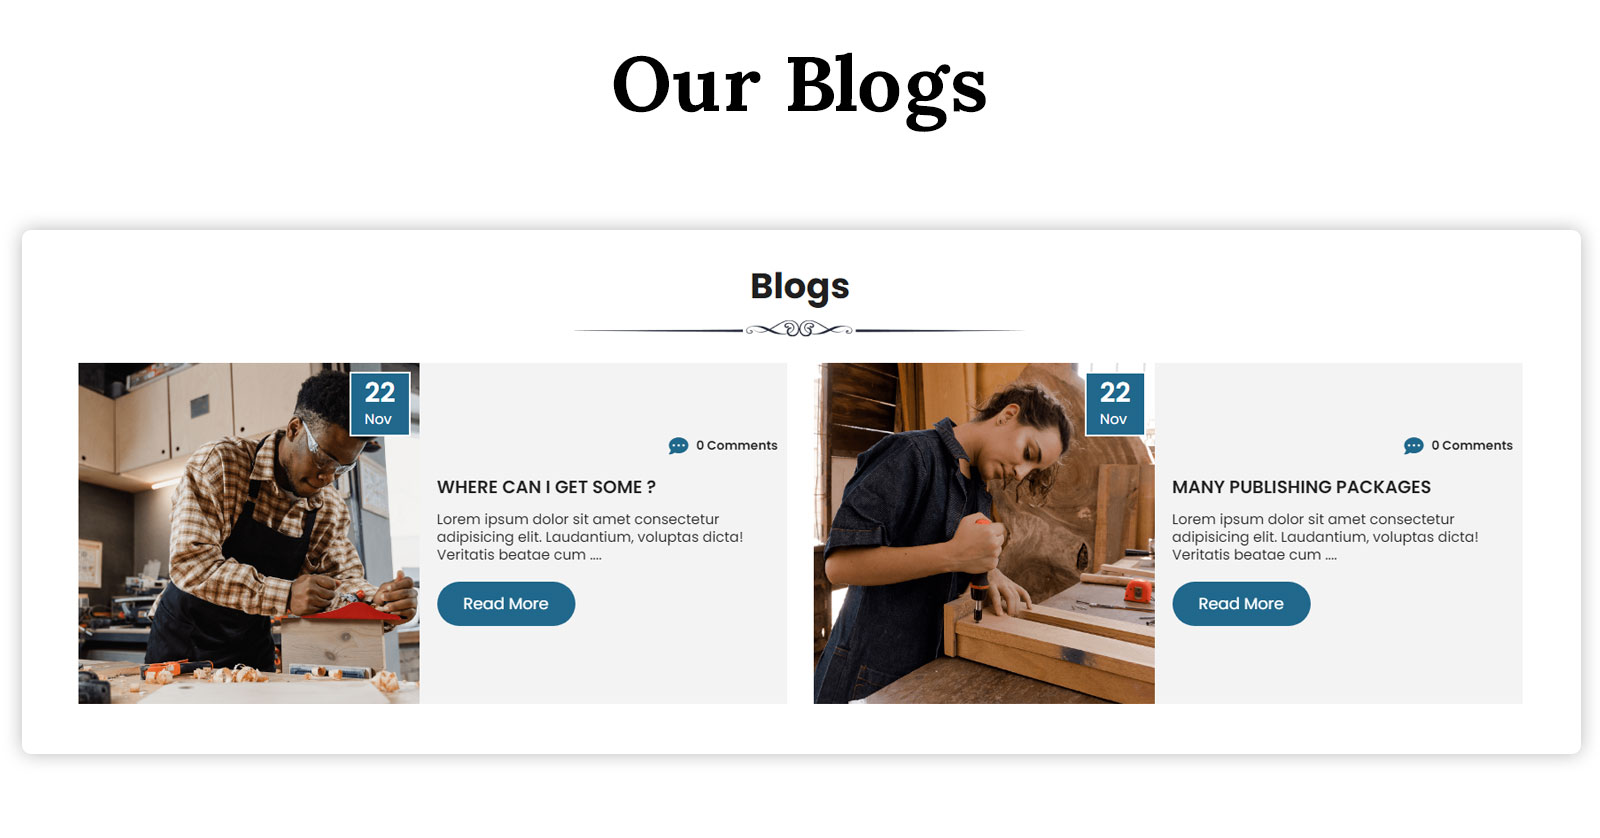 Our Blogs
Blogs
22
Nov
0 Comments
WHERE CAN I GET SOME ?
Lorem ipsum dolor sit amet consectetur
adipisicing elit. Laudantium, voluptas dicta!
Veritatis beatae cum ....
Read More
22
Nov
0 Comments
MANY PUBLISHING PACKAGES
Lorem ipsum dolor sit amet consectetur
adipisicing elit. Laudantium, voluptas dicta!
Veritatis beatae cum ....
Read More